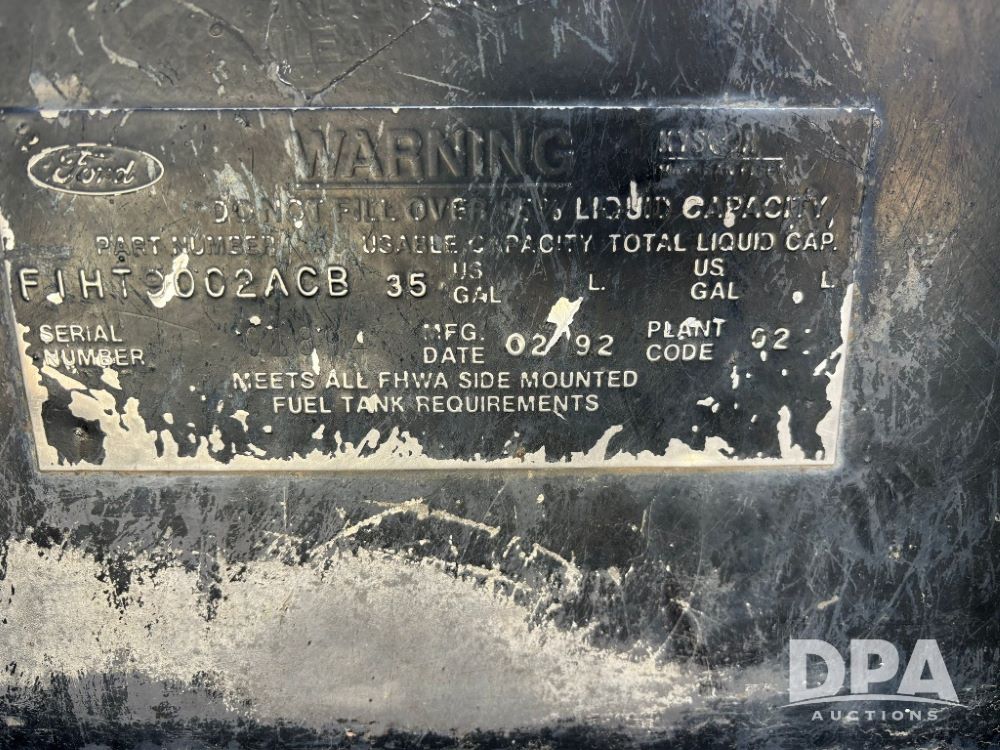 Ford
WARNING
DO NOT FILL OVER 95% LIQUID CAPACITY
PART NUMBER
USABLE CAPACITY
TOTAL LIQUID CAP.
F1HT9002ACB
35
US GAL
L.
US GAL
L
SERIAL NUMBER
MFG. DATE
02 92
PLANT CODE
02
MEETS ALL FHWA SIDE MOUNTED
FUEL TANK REQUIREMENTS
DPA
AUCTIONS